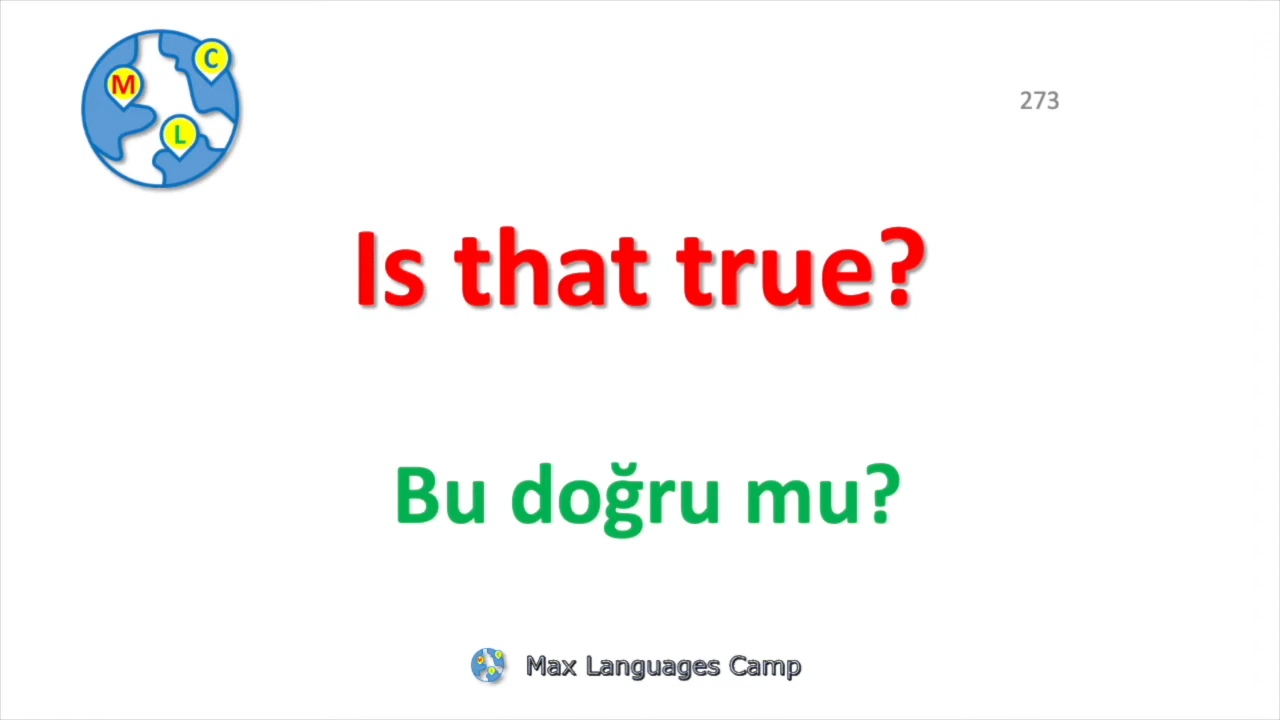 C
M
L
273
Is that true?
Bu doğru mu?
Max Languages Camp